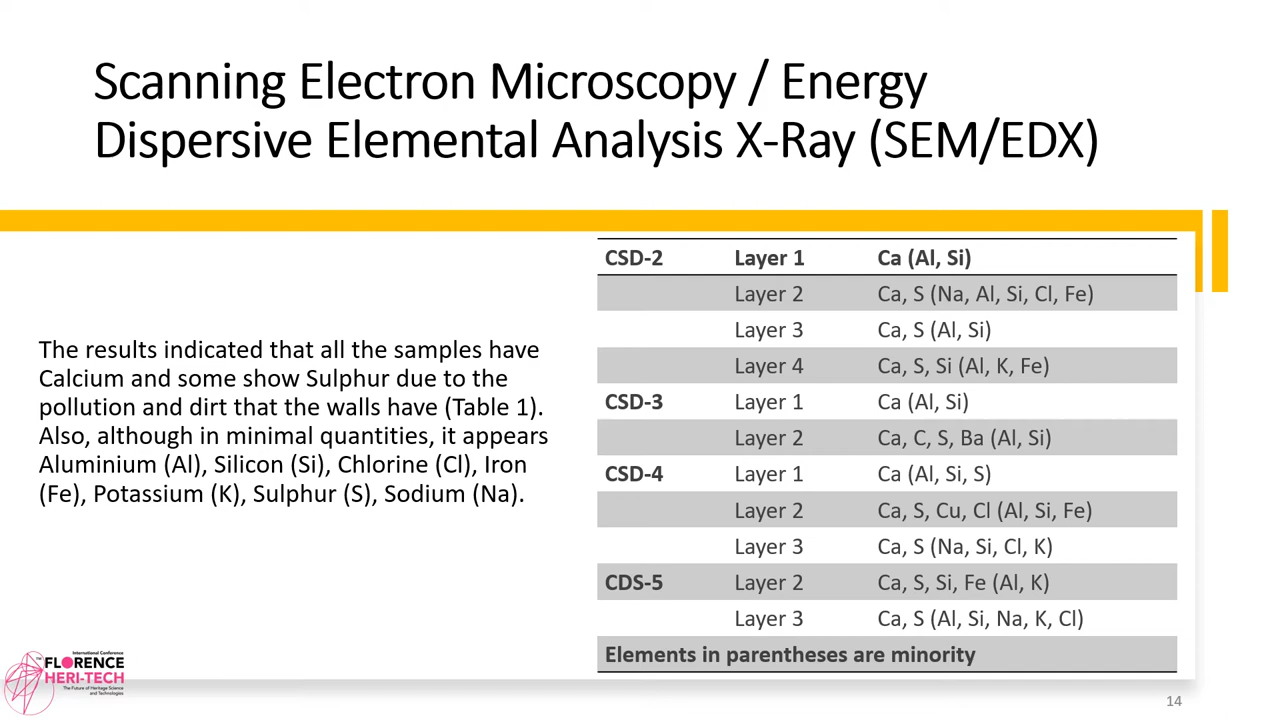 Scanning Electron Microscopy / Energy
Dispersive Elemental Analysis X-Ray (SEM/EDX)
The results indicated that all the samples have
Calcium and some show Sulphur due to the
pollution and dirt that the walls have (Table 1).
Also, although in minimal quantities, it appears
Aluminium (Al), Silicon (Si), Chlorine (Cl), Iron
(Fe), Potassium (K), Sulphur (S), Sodium (Na).
CSD-2 Layer 1 Ca (Al, Si)
Layer 2 Ca, S (Na, Al, Si, Cl, Fe)
Layer 3 Ca, S (Al, Si)
Layer 4 Ca, S, Si (Al, K, Fe)
CSD-3 Layer 1 Ca (Al, Si)
Layer 2 Ca, C, S, Ba (Al, Si)
CSD-4 Layer 1 Ca (Al, Si, S)
Layer 2 Ca, S, Cu, Cl (Al, Si, Fe)
Layer 3 Ca, S (Na, Si, Cl, K)
CDS-5 Layer 2 Ca, S, Si, Fe (Al, K)
Layer 3 Ca, S (Al, Si, Na, K, Cl)
Elements in parentheses are minority
International Conference
THE FLORENCE
HERI-TECH
The Future of Heritage Science
and Technologies
14